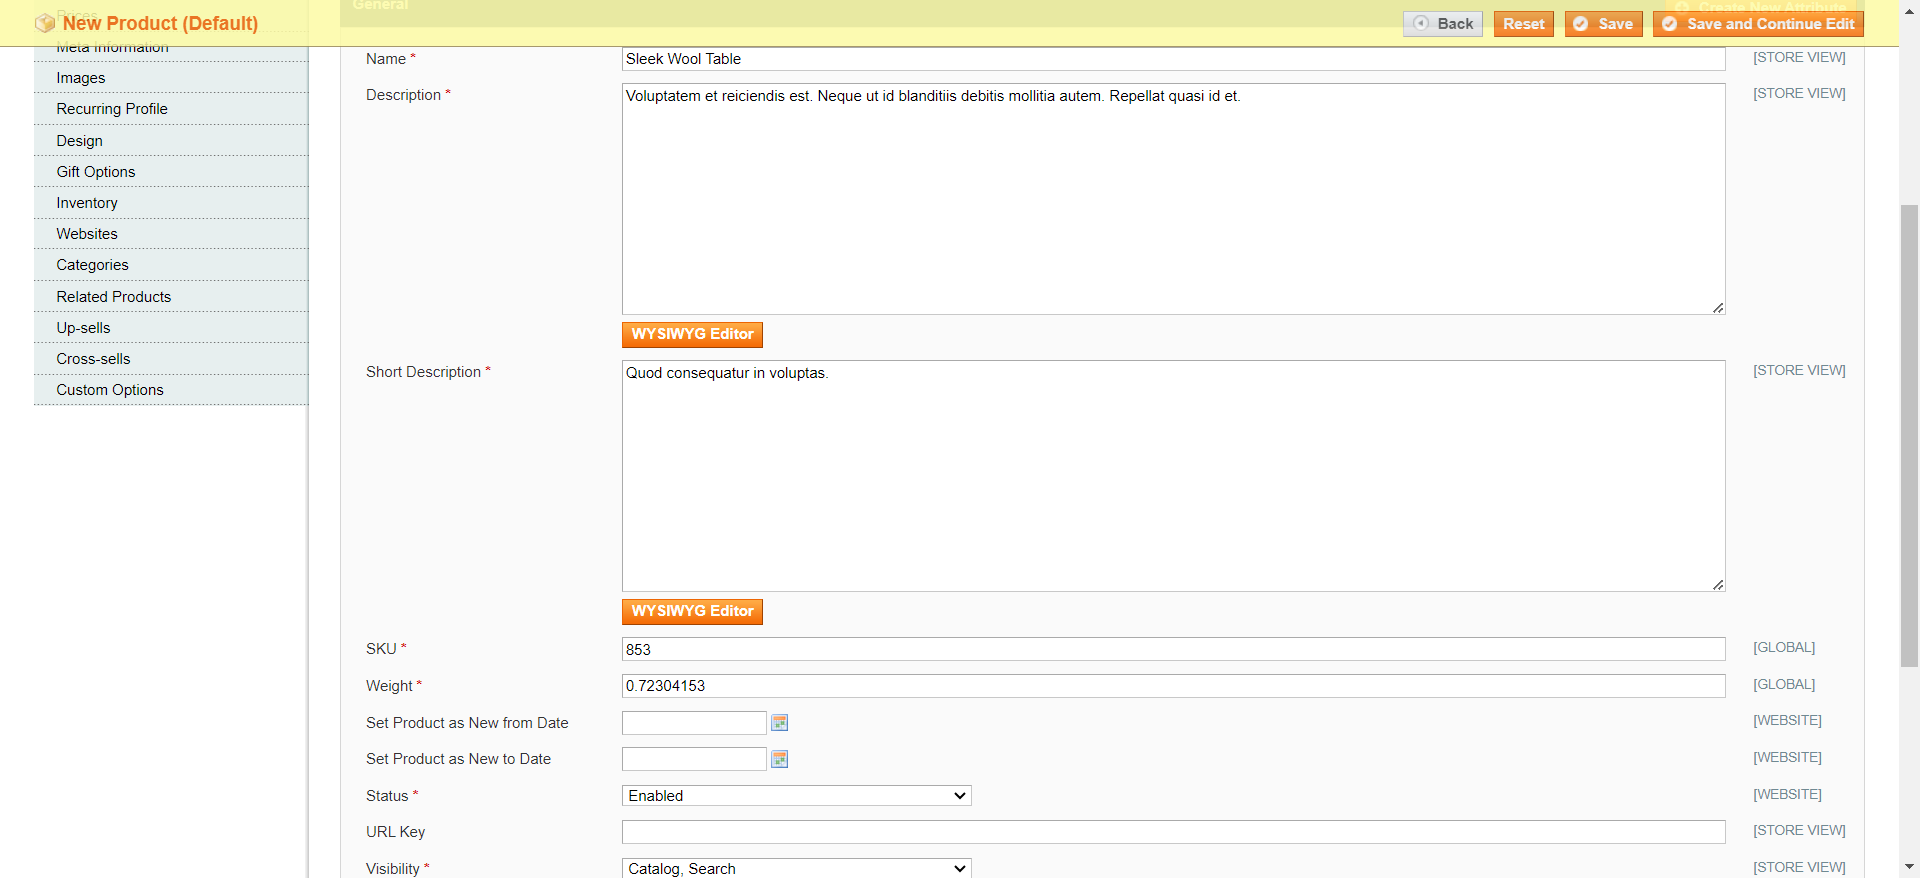 General
Create New Attribute
Prices
New Product (Default)
Back
Reset
Save
Save and Continue Edit
Meta Information
Images
Recurring Profile
Design
Gift Options
Inventory
Websites
Categories
Related Products
Up-sells
Cross-sells
Custom Options
Name *
Sleek Wool Table
[STORE VIEW]
Description *
Voluptatem et reiciendis est. Neque ut id blanditiis debitis mollitia autem. Repellat quasi id et.
[STORE VIEW]
WYSIWYG Editor
Short Description *
Quod consequatur in voluptas.
[STORE VIEW]
WYSIWYG Editor
SKU *
853
[GLOBAL]
Weight *
0.72304153
[GLOBAL]
Set Product as New from Date
[WEBSITE]
Set Product as New to Date
[WEBSITE]
Status *
Enabled
[WEBSITE]
URL Key
[STORE VIEW]
Visibility *
Catalog, Search
[STORE VIEW]